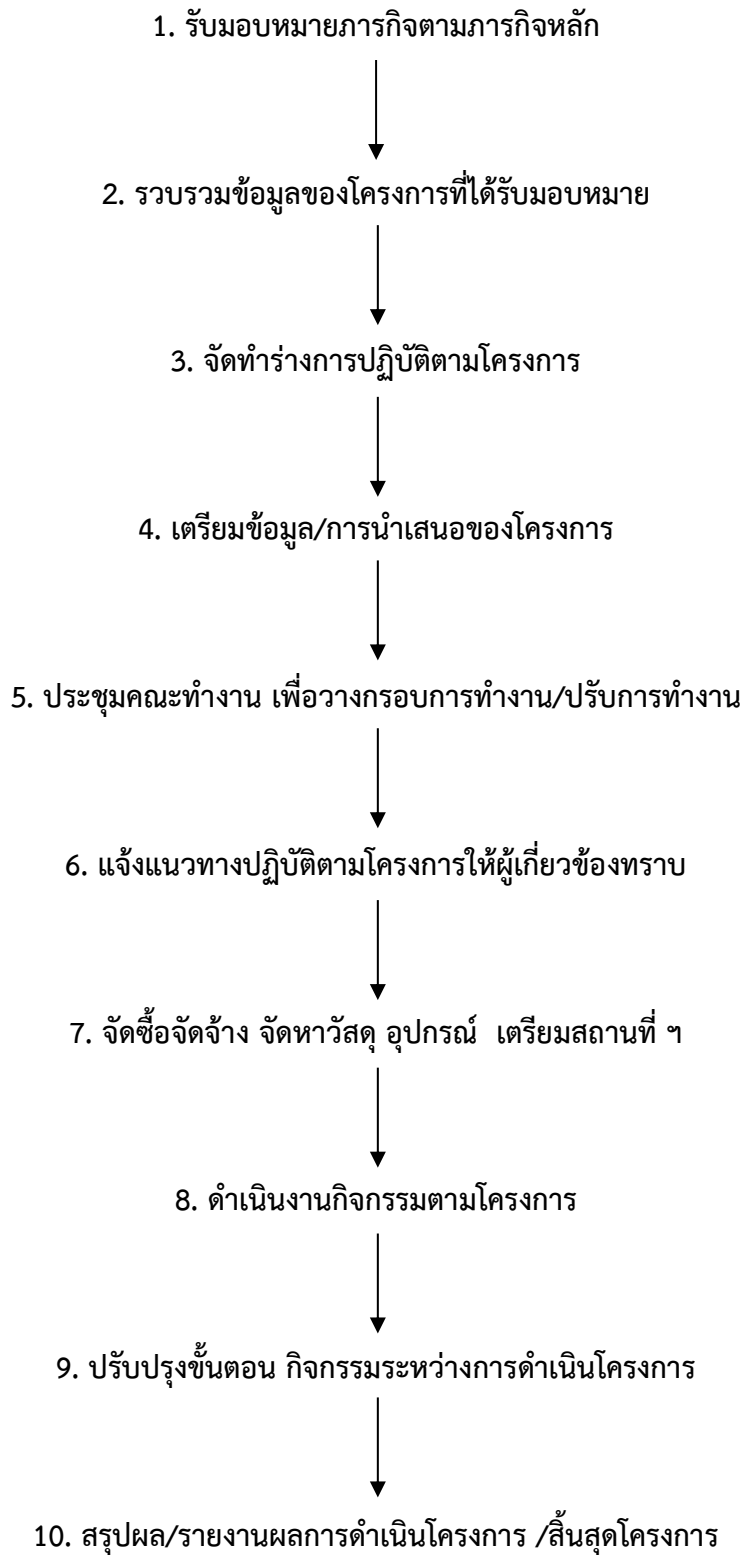 1. รับมอบหมายภารกิจตามภารกิจหลัก
2. รวบรวมข้อมูลของโครงการที่ได้รับมอบหมาย
3. จัดทำร่างการปฏิบัติตามโครงการ
4. เตรียมข้อมูล/การนำเสนอของโครงการ
5. ประชุมคณะทำงาน เพื่อวางกรอบการทำงาน/ปรับการทำงาน
6. แจ้งแนวทางปฏิบัติตามโครงการให้ผู้เกี่ยวข้องทราบ
7. จัดซื้อจัดจ้าง จัดหาวัสดุ อุปกรณ์ เตรียมสถานที่ ฯ
8. ดำเนินงานกิจกรรมตามโครงการ
9. ปรับปรุงขั้นตอน กิจกรรมระหว่างการดำเนินโครงการ
10. สรุปผล/รายงานผลการดำเนินโครงการ /สิ้นสุดโครงการ